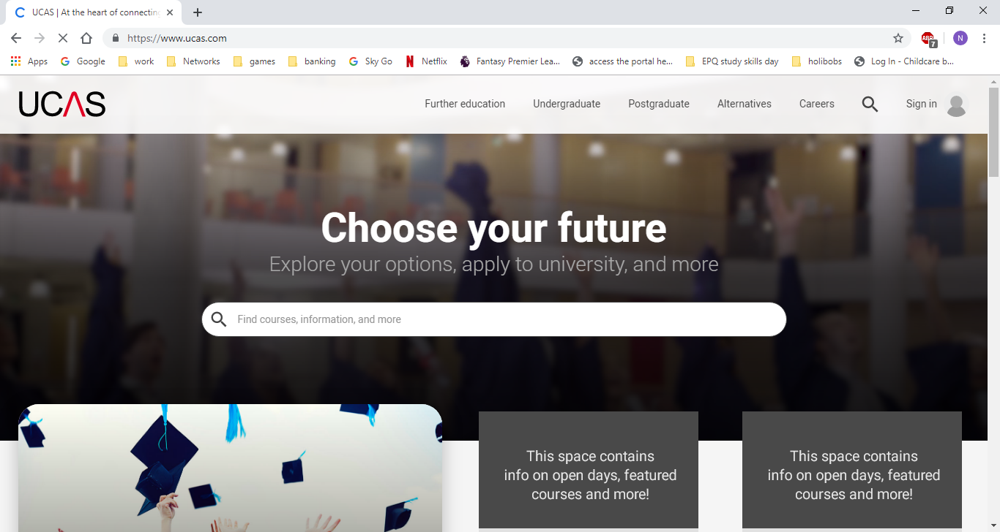 UCAS | At the heart of connecting
https://www.ucas.com
ABP
7
N
Apps
Google
work
Networks
games
banking
Sky Go
Netflix
Fantasy Premier Lea...
access the portal he...
EPQ study skills day
holibobs
Log In - Childcare b...
UCAS
Further education
Undergraduate
Postgraduate
Alternatives
Careers
Sign in
Choose your future
Explore your options, apply to university, and more
Find courses, information, and more
This space contains
info on open days, featured
courses and more!
This space contains
info on open days, featured
courses and more!